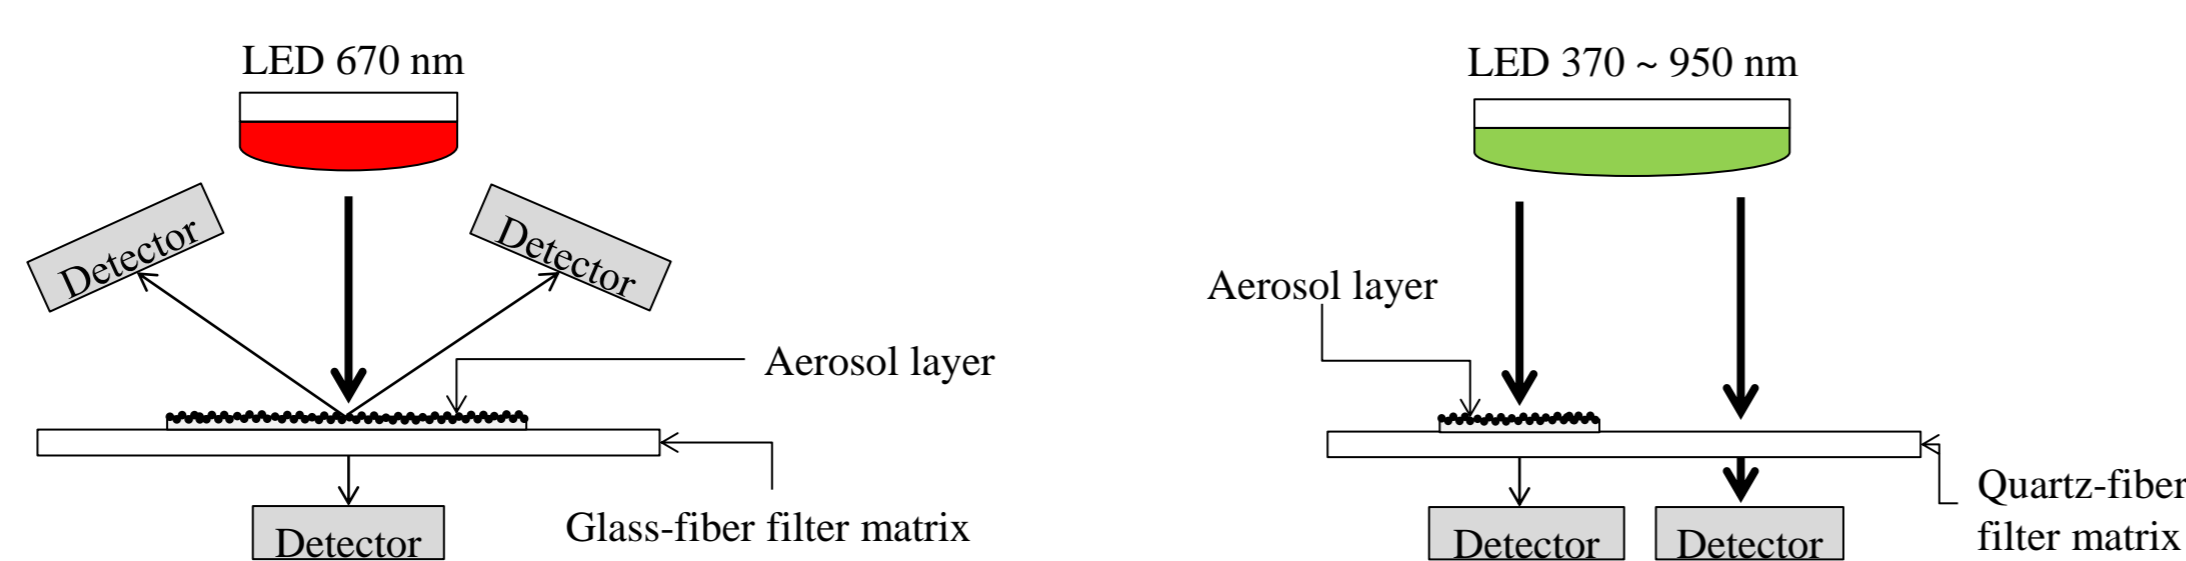 LED 670 nm
Detector
Detector
Aerosol layer
Glass-fiber filter matrix
Detector
LED 370 ~ 950 nm
Aerosol layer
Quartz-fiber
filter matrix
Detector
Detector